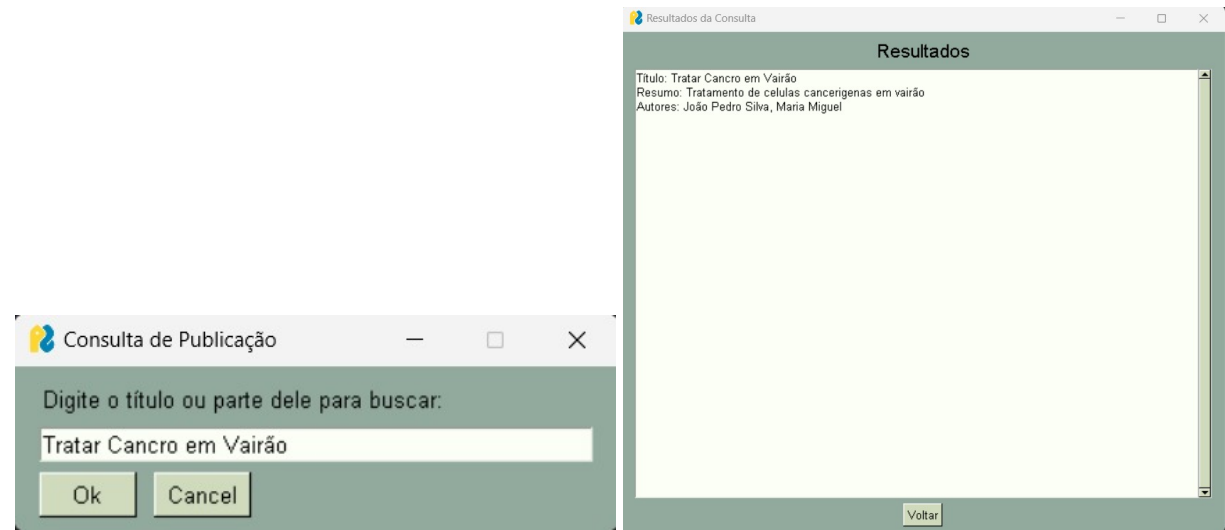 Consulta de Publicação
Digite o título ou parte dele para buscar:
Tratar Cancro em Vairão
Ok
Cancel
Resultados da Consulta
Resultados
Título: Tratar Cancro em Vairão
Resumo: Tratamento de celulas cancerigenas em vairão
Autores: João Pedro Silva, Maria Miguel
Voltar